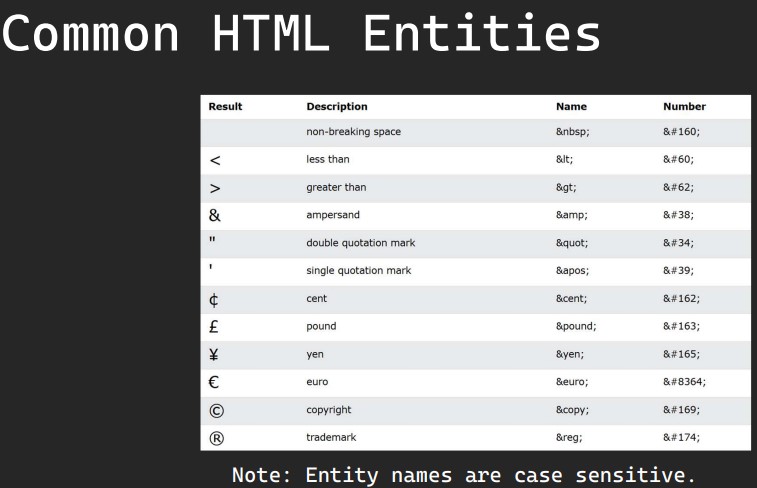 Common HTML Entities
Result Description Name Number
non-breaking space &nbsp; &#160;
< less than &lt; &#60;
> greater than &gt; &#62;
& ampersand &amp; &#38;
" double quotation mark &quot; &#34;
' single quotation mark &apos; &#39;
¢ cent &cent; &#162;
£ pound &pound; &#163;
¥ yen &yen; &#165;
€ euro &euro; &#8364;
© copyright &copy; &#169;
® trademark &reg; &#174;
Note: Entity names are case sensitive.